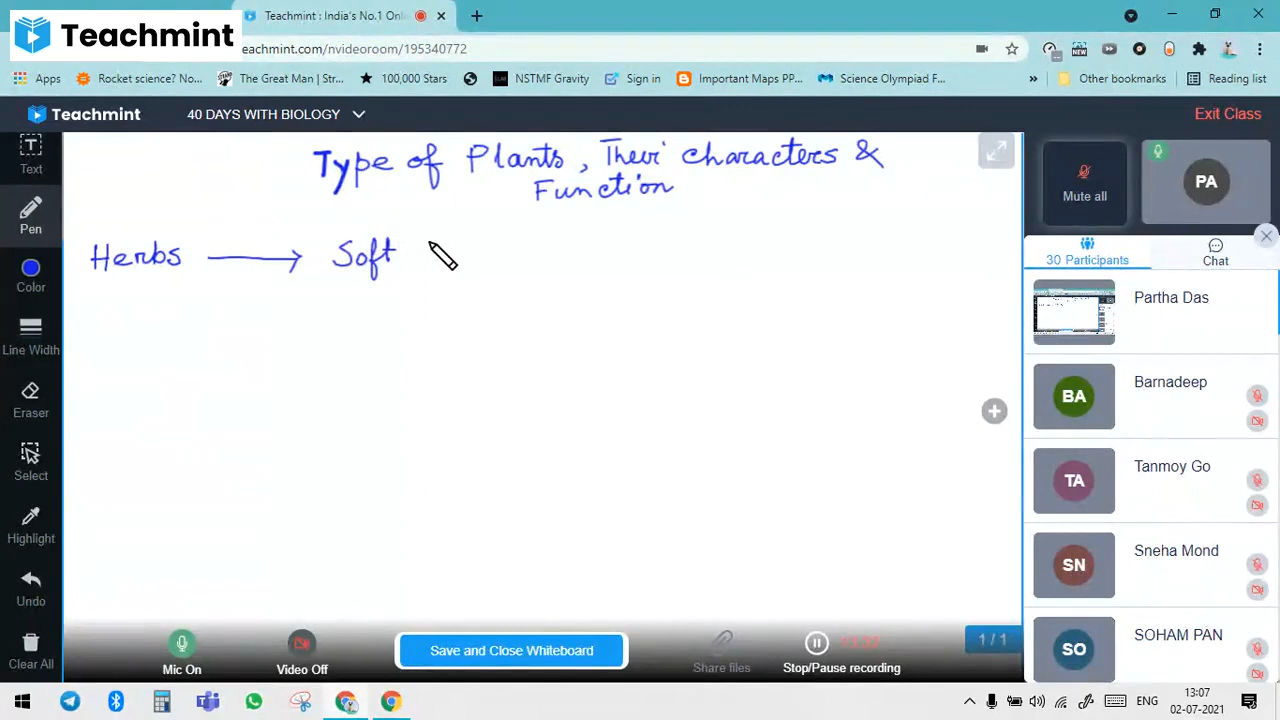 Teachmint
Teachmint : India's No.1 Onl
eachmint.com/nvideoroom/195340772
Apps
Rocket science? No...
The Great Man | Str...
100,000 Stars
NSTMF Gravity
Sign in
Important Maps PP...
Science Olympiad F...
»
Other bookmarks
Reading list
NEW
Teachmint
40 DAYS WITH BIOLOGY
Exit Class
Text
Pen
Color
Line Width
Eraser
Select
Highlight
Undo
Clear All
Type of Plants, Their characters &
Function
Herbs → Soft
Mute all
PA
30 Participants
Chat
Partha Das
BA
Barnadeep
TA
Tanmoy Go
SN
Sneha Mond
SO
SOHAM PAN
Mic On
Video Off
Save and Close Whiteboard
Share files
Stop/Pause recording
1 / 1
ENG
13:07
02-07-2021